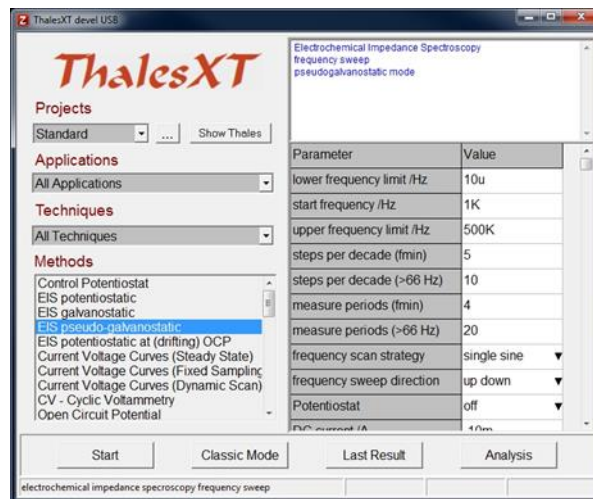 ThalesXT devel USB
ThalesXT
Projects
Standard
...
Show Thales
Applications
All Applications
Techniques
All Techniques
Methods
Control Potentiostat
EIS potentiostatic
EIS galvanostatic
EIS pseudo-galvanostatic
EIS potentiostatic at (drifting) OCP
Current Voltage Curves (Steady State)
Current Voltage Curves (Fixed Sampling
Current Voltage Curves (Dynamic Scan)
CV - Cyclic Voltammetry
Open Circuit Potential
Electrochemical Impedance Spectroscopy
frequency sweep
pseudogalvanostatic mode
Parameter Value
lower frequency limit /Hz 10u
start frequency /Hz 1K
upper frequency limit /Hz 500K
steps per decade (fmin) 5
steps per decade (>66 Hz) 10
measure periods (fmin) 4
measure periods (>66 Hz) 20
frequency scan strategy single sine
frequency sweep direction up down
Potentiostat off
DC current /A 10m
Start Classic Mode Last Result Analysis
electrochemical impedance specroscopy frequency sweep